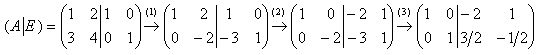 (A|E) = (1 2|1 0; 3 4|0 1) →(1) (1 2|1 0; 0 −2|−3 1) →(2) (1 0|−2 1; 0 −2|−3 1) →(3) (1 0|−2 1; 0 1|3/2 −1/2)